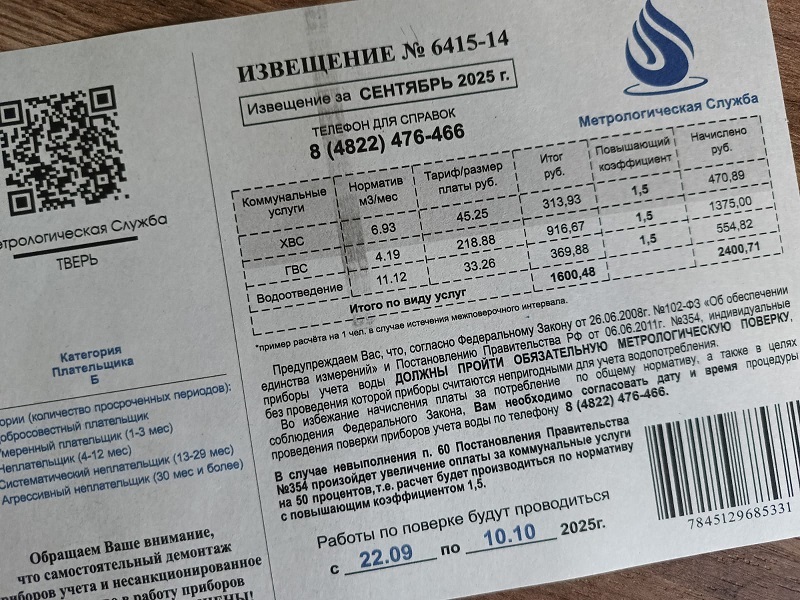 ИЗВЕЩЕНИЕ № 6415-14
Извещение за СЕНТЯБРЬ 2025 г.
ТЕЛЕФОН ДЛЯ СПРАВОК
8 (4822) 476-466
Метрологическая Служба
Коммунальные услуги Норматив м3/мес Тариф/размер платы руб. Итог руб. Повышающий коэффициент Начислено руб.
ХВС 6.93 45.25 313,93 1,5 470,89
ГВС 4.19 218.88 916,67 1,5 1375,00
Водоотведение 11.12 33.26 369,88 1,5 554,82
Итого по виду услуг 1600,48 2400,71
*пример расчёта на 1 чел. в случае истечения межповерочного интервала.
Предупреждаем Вас, что, согласно Федеральному Закону от 26.06.2008г. №102-ФЗ «Об обеспечении
единства измерений» и Постановлению Правительства РФ от 06.06.2011г. №354, индивидуальные
приборы учета воды ДОЛЖНЫ ПРОЙТИ ОБЯЗАТЕЛЬНУЮ МЕТРОЛОГИЧЕСКУЮ ПОВЕРКУ,
без проведения которой приборы считаются непригодными для учета водопотребления.
Во избежание начисления платы за потребление по общему нормативу, а также в целях
соблюдения Федерального Закона, Вам необходимо согласовать дату и время процедуры
проведения поверки приборов учета воды по телефону 8 (4822) 476-466.
В случае невыполнения п. 60 Постановления Правительства
№354 произойдет увеличение оплаты за коммунальные услуги
на 50 процентов,т.е. расчет будет производиться по нормативу
с повышающим коэффициентом 1,5.
Работы по поверке будут проводиться
с 22.09 по 10.10 2025г.
7845129685331
етрологическая Служба
ТВЕРЬ
Категория
Плательщика
Б
ории (количество просроченных периодов):
обросовестный плательщик
меренный плательщик (1-3 мес)
Неплательщик (4-12 мес)
Систематический неплательщик (13-29 мес)
Агрессивный неплательщик (30 мес и более)
Обращаем Ваше внимание,
что самостоятельный демонтаж
риборов учета и несанкционированное
в работу приборов